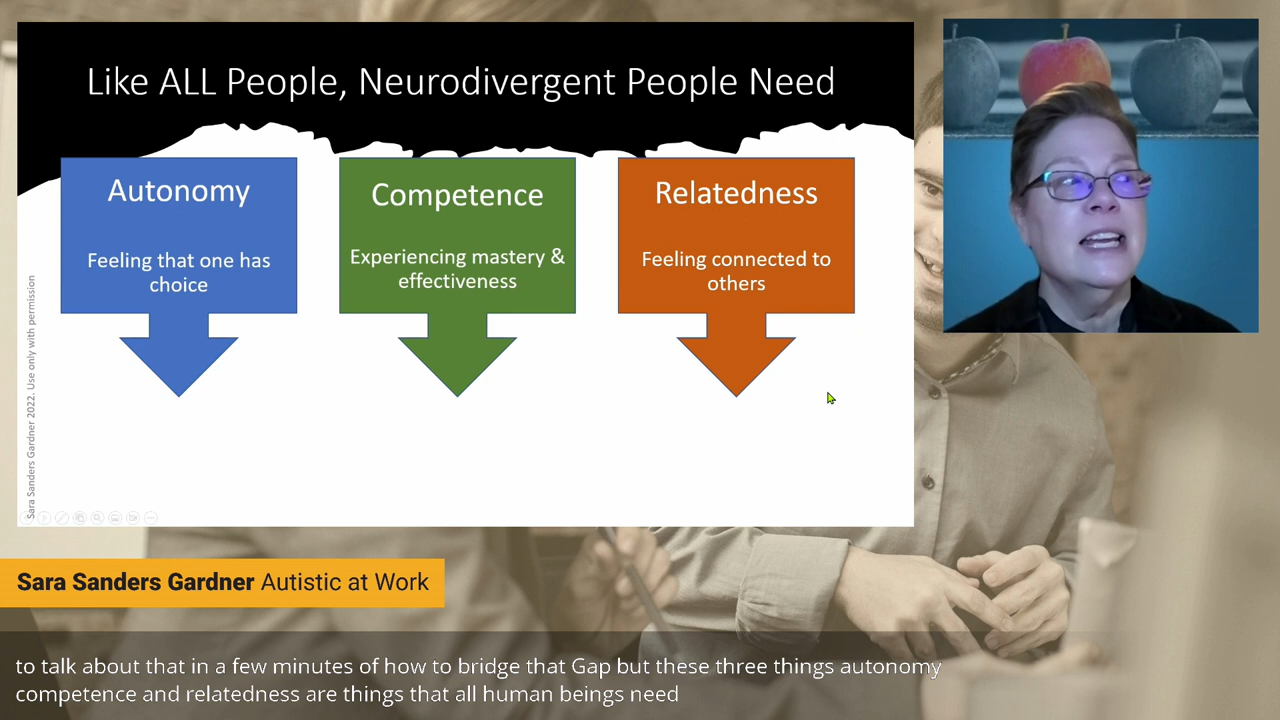 Like ALL People, Neurodivergent People Need
Autonomy
Feeling that one has
choice
Competence
Experiencing mastery &
effectiveness
Relatedness
Feeling connected to
others
Sara Sanders Gardner 2022. Use only with permission
Sara Sanders Gardner Autistic at Work
to talk about that in a few minutes of how to bridge that Gap but these three things autonomy
competence and relatedness are things that all human beings need